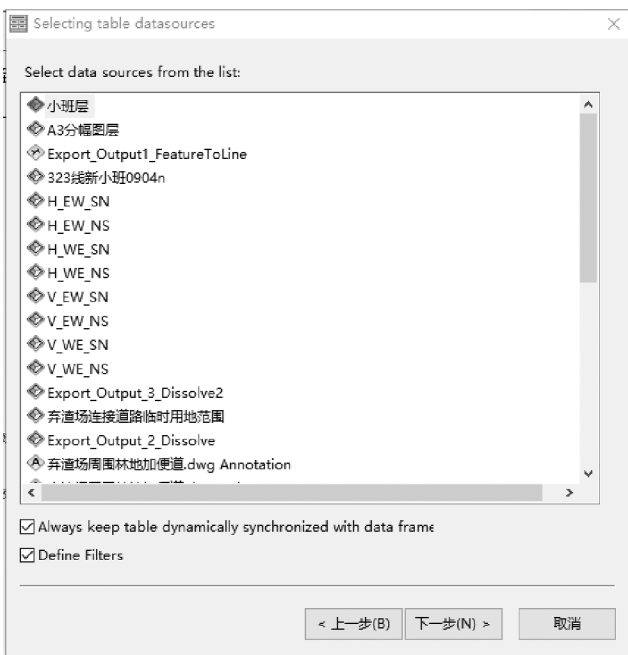 Selecting table datasources
Select data sources from the list:
小班层
A3分幅图层
Export_Output1_FeatureToLine
323线新小班0904n
H_EW_SN
H_EW_NS
H_WE_SN
H_WE_NS
V_EW_SN
V_EW_NS
V_WE_SN
V_WE_NS
Export_Output_3_Dissolve2
弃渣场连接道路临时用地范围
Export_Output_2_Dissolve
弃渣场周围林地加便道.dwg Annotation
Always keep table dynamically synchronized with data frame
Define Filters
< 上一步(B) 下一步(N) > 取消